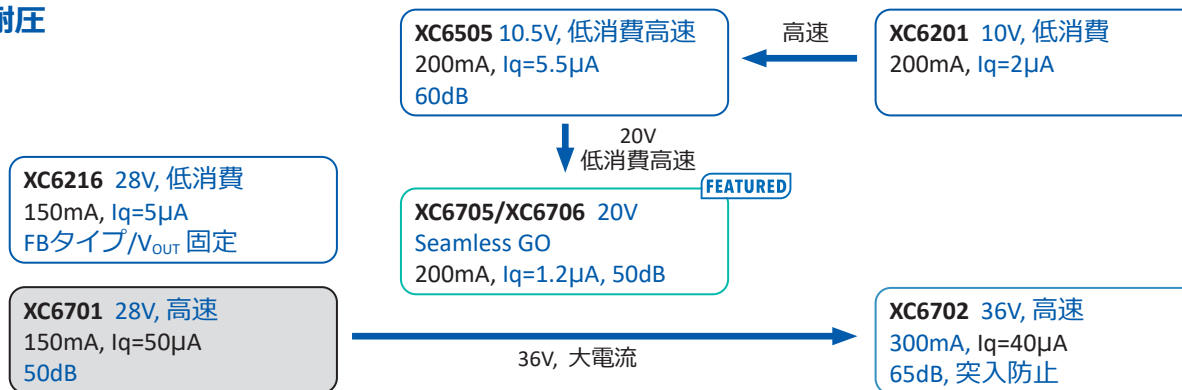 耐圧
XC6505 10.5V, 低消費高速
200mA, Iq=5.5µA
60dB
高速
XC6201 10V, 低消費
200mA, Iq=2µA
20V
低消費高速
XC6216 28V, 低消費
150mA, Iq=5µA
FBタイプ/VOUT 固定
FEATURED
XC6705/XC6706 20V
Seamless GO
200mA, Iq=1.2µA, 50dB
XC6701 28V, 高速
150mA, Iq=50µA
50dB
36V, 大電流
XC6702 36V, 高速
300mA, Iq=40µA
65dB, 突入防止